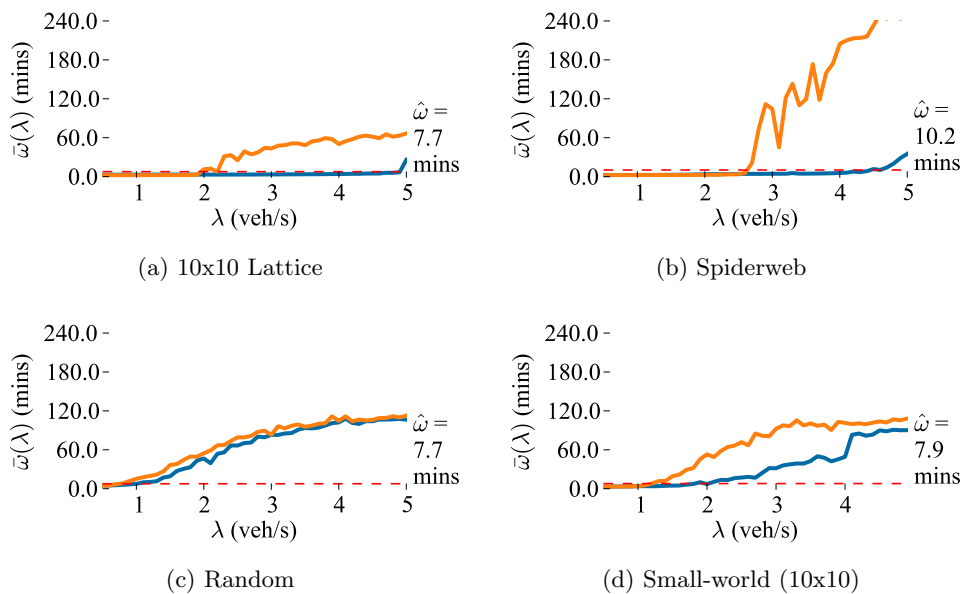 240.0
180.0
120.0
60.0
0.0
ω̄(λ) (mins)
1 2 3 4 5
λ (veh/s)
ω̂ =
7.7
mins
(a) 10x10 Lattice
240.0
180.0
120.0
60.0
0.0
ω̄(λ) (mins)
1 2 3 4 5
λ (veh/s)
ω̂ =
10.2
mins
(b) Spiderweb
240.0
180.0
120.0
60.0
0.0
ω̄(λ) (mins)
1 2 3 4 5
λ (veh/s)
ω̂ =
7.7
mins
(c) Random
240.0
180.0
120.0
60.0
0.0
ω̄(λ) (mins)
1 2 3 4
λ (veh/s)
ω̂ =
7.9
mins
(d) Small-world (10x10)